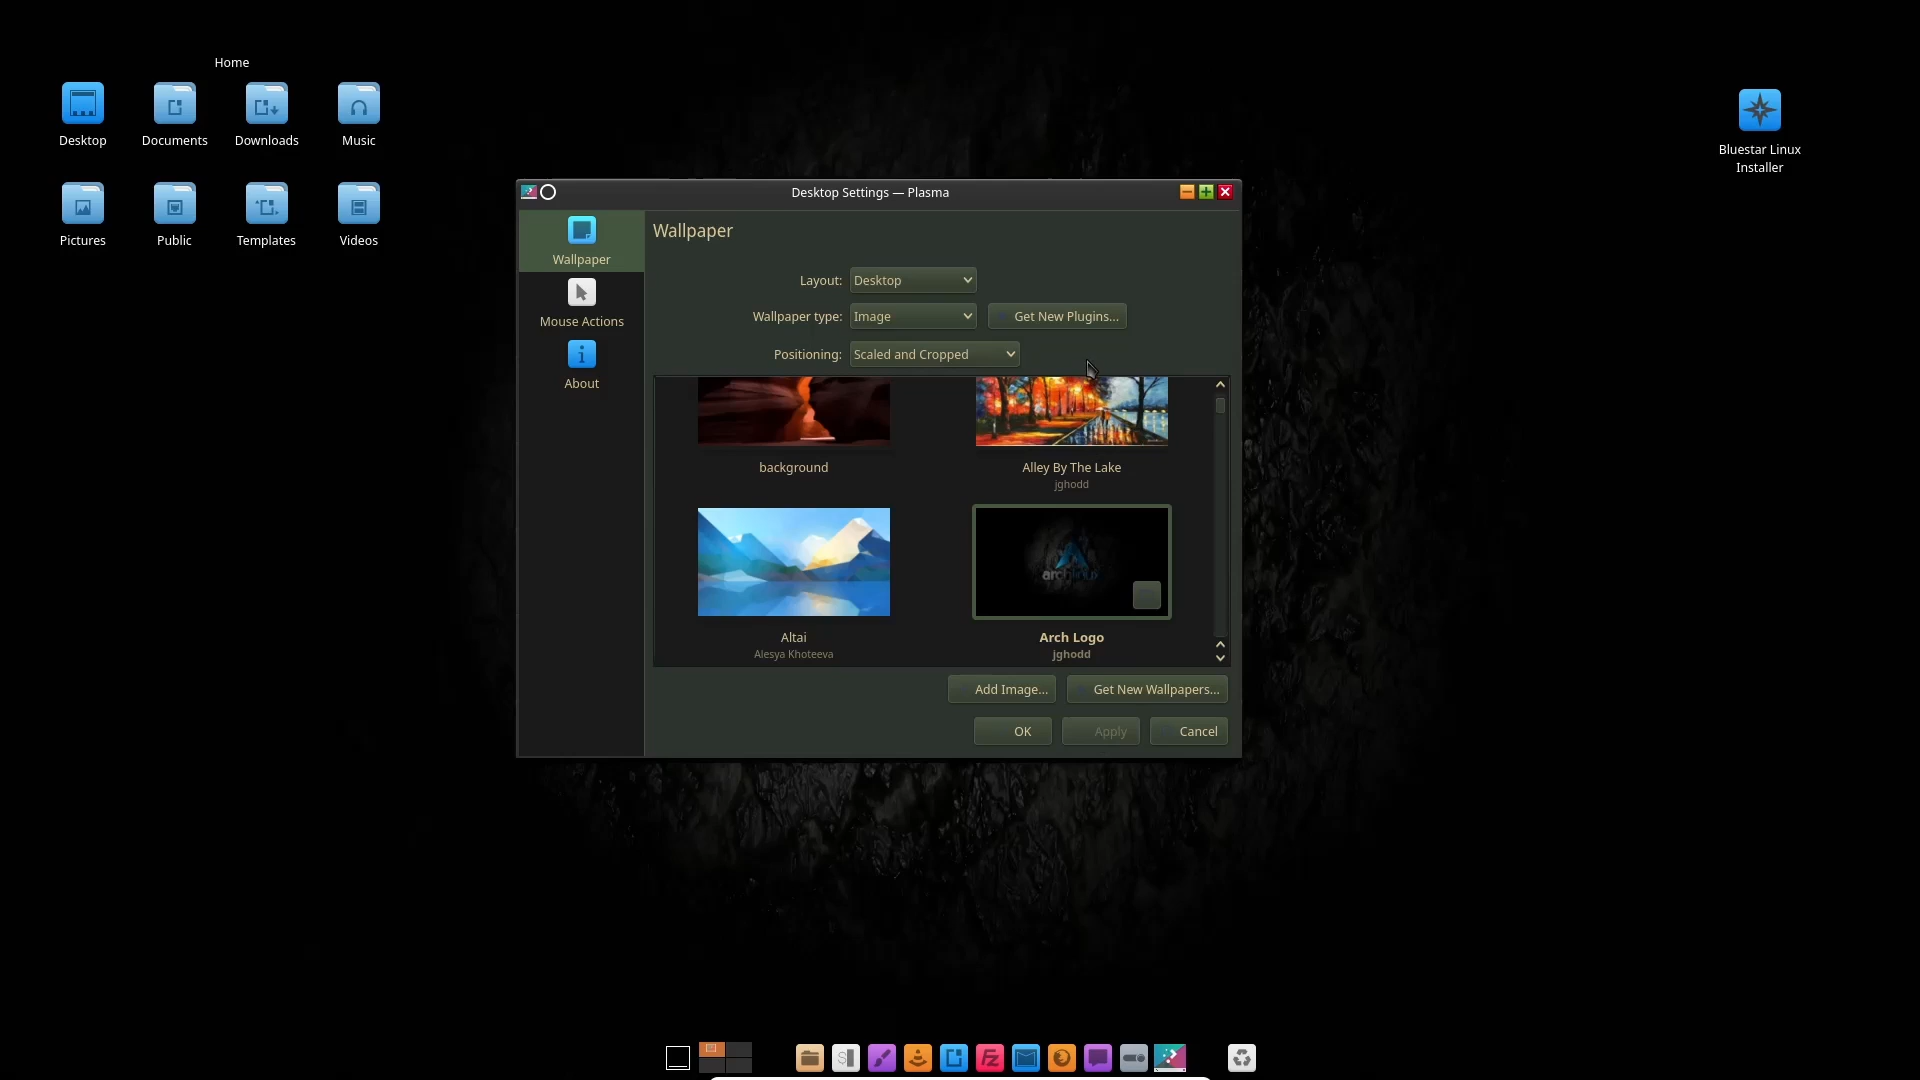 Home
Desktop
Documents
Downloads
Music
Pictures
Public
Templates
Videos
Bluestar Linux
Installer
Desktop Settings — Plasma
Wallpaper
Mouse Actions
About
Wallpaper
Layout:
Desktop
Wallpaper type:
Image
Get New Plugins...
Positioning:
Scaled and Cropped
background
Alley By The Lake
jghodd
Altai
Alesya Khoteeva
archlinux
Arch Logo
jghodd
Add Image...
Get New Wallpapers...
OK
Apply
Cancel